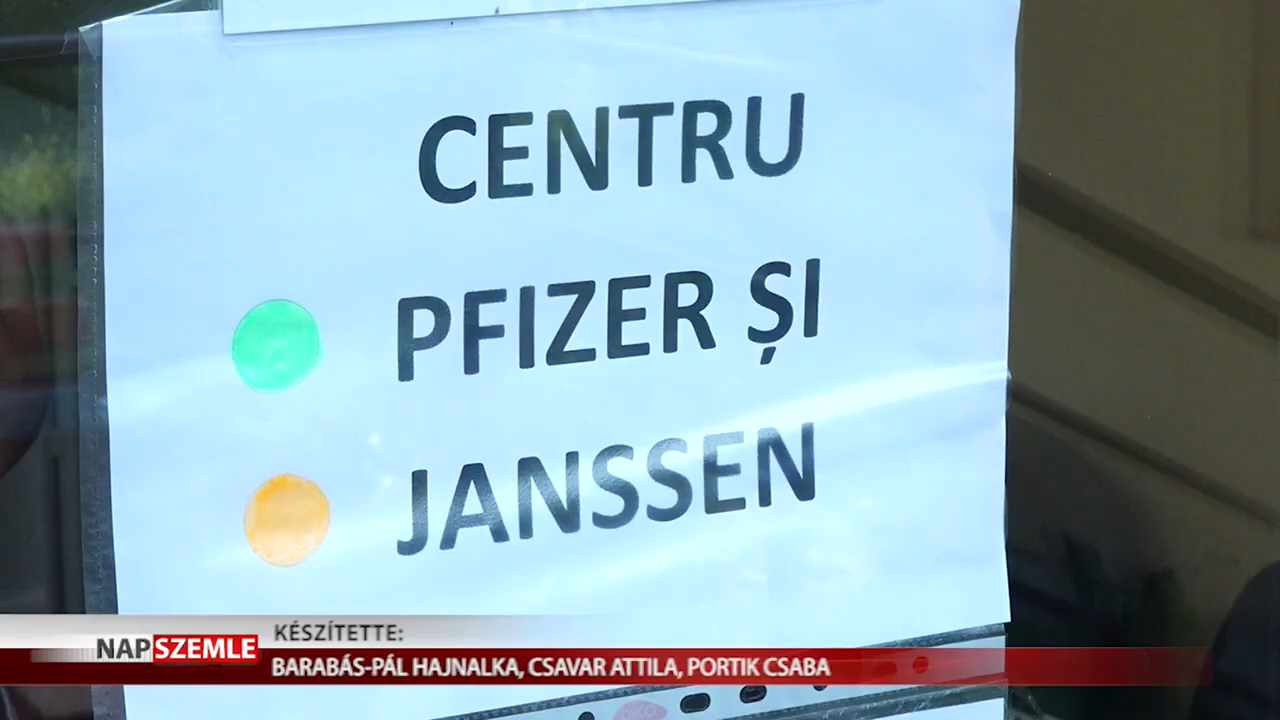 CENTRU
PFIZER ȘI
JANSSEN
NAPSZEMLE
KÉSZÍTETTE:
BARABÁS-PÁL HAJNALKA, CSAVAR ATTILA, PORTIK CSABA